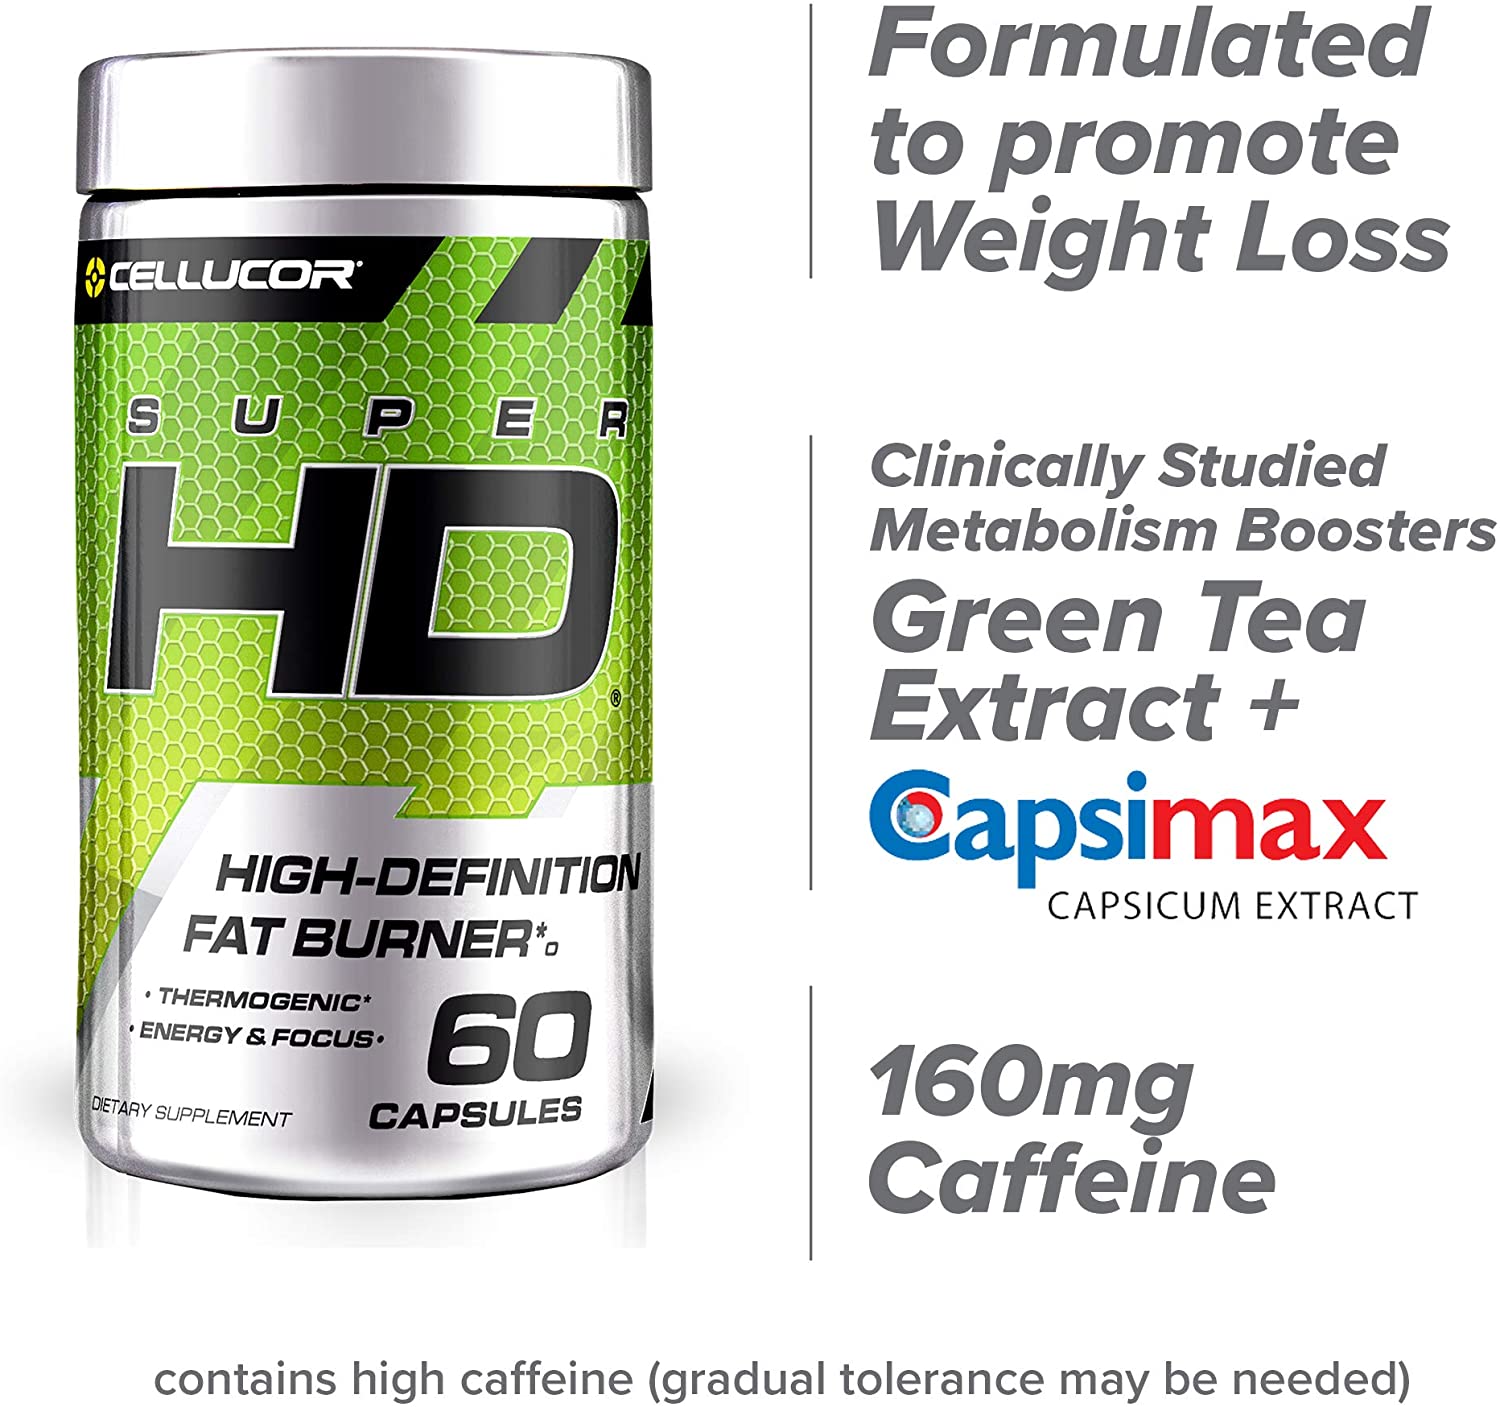 CELLUCOR®
SUPER
HD®
HIGH-DEFINITION
FAT BURNER*◊
• THERMOGENIC*
• ENERGY & FOCUS•
60
CAPSULES
DIETARY SUPPLEMENT
Formulated
to promote
Weight Loss
Clinically Studied
Metabolism Boosters
Green Tea
Extract +
Capsimax
CAPSICUM EXTRACT
160mg
Caffeine
contains high caffeine (gradual tolerance may be needed)